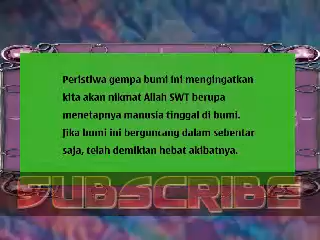 Peristiwa gempa bumi ini mengingatkan
kita akan nikmat Allah SWT berupa
menetapnya manusia tinggal di bumi.
Jika bumi ini berguncang dalam sebentar
saja, telah demikian hebat akibatnya.
SUBSCRIBE